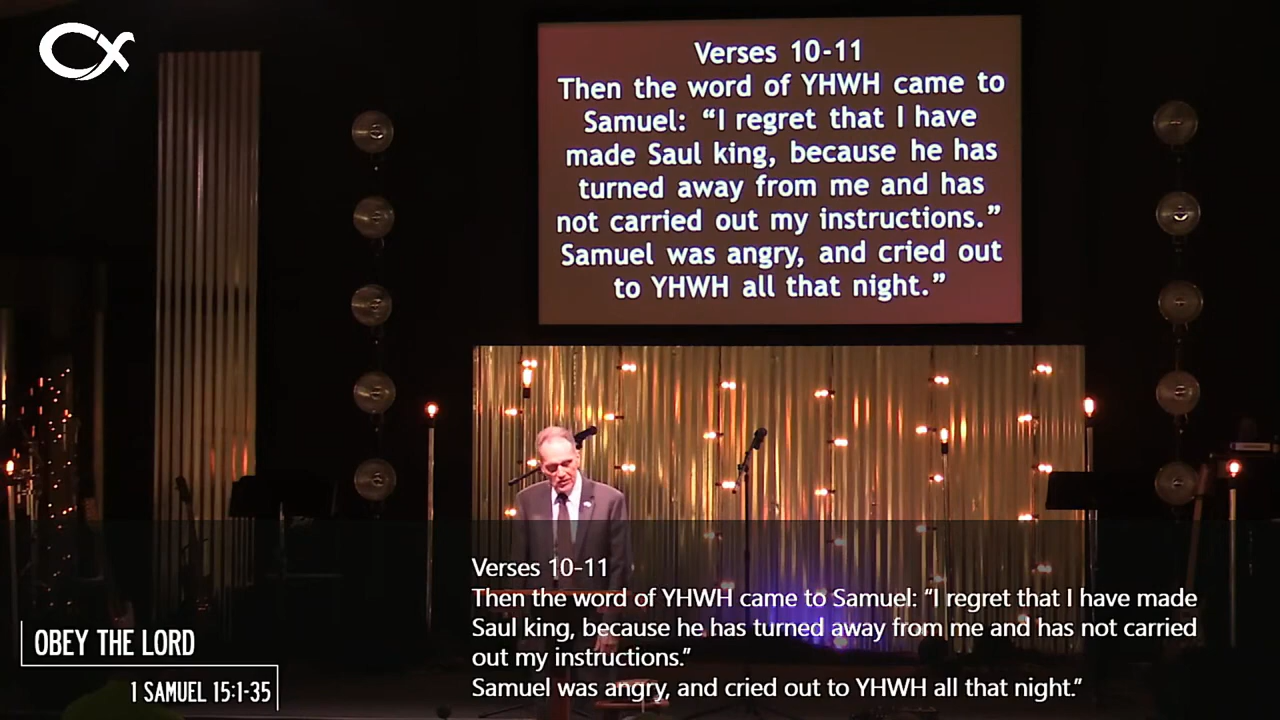 CX
Verses 10-11
Then the word of YHWH came to
Samuel: “I regret that I have
made Saul king, because he has
turned away from me and has
not carried out my instructions.”
Samuel was angry, and cried out
to YHWH all that night.”
Verses 10-11
Then the word of YHWH came to Samuel: “I regret that I have made
Saul king, because he has turned away from me and has not carried
out my instructions.”
Samuel was angry, and cried out to YHWH all that night.”
OBEY THE LORD
1 SAMUEL 15:1-35